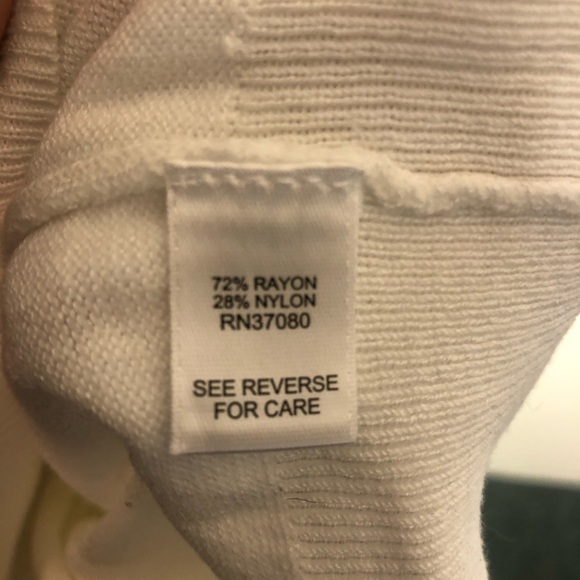 72% RAYON
28% NYLON
RN37080
SEE REVERSE
FOR CARE